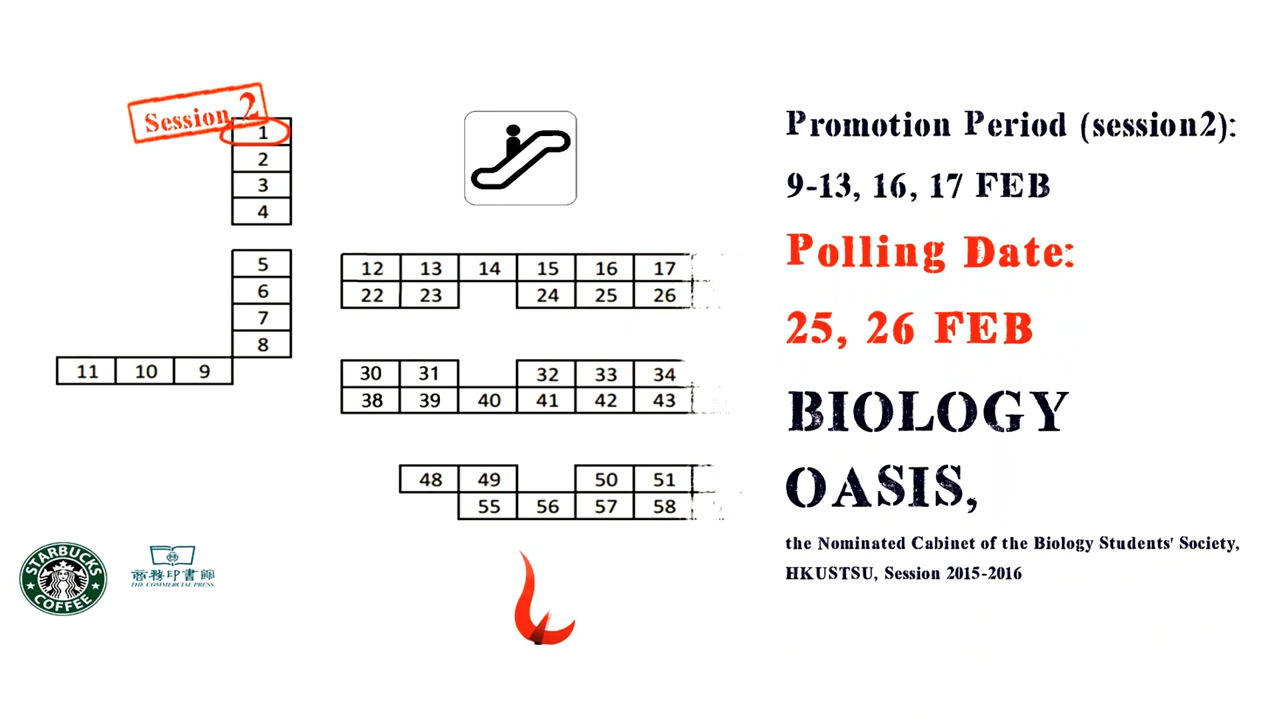 Session 2
1
2
3
4
5
6
7
8
11 10 9
12 13 14 15 16 17
22 23 24 25 26
30 31 32 33 34
38 39 40 41 42 43
48 49 50 51
55 56 57 58
STARBUCKS
COFFEE
商務印書館
THE COMMERCIAL PRESS
Promotion Period (session2):
9-13, 16, 17 FEB
Polling Date:
25, 26 FEB
BIOLOGY
OASIS,
the Nominated Cabinet of the Biology Students' Society,
HKUSTSU, Session 2015-2016